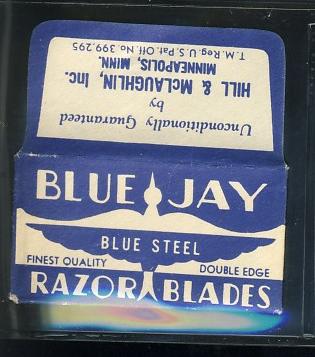 Unconditionally Guaranteed
by
HILL & McLAUGHLIN, Inc.
MINNEAPOLIS, MINN.
T.M. Reg. U.S. Pat. Off. No. 399,295
BLUE JAY
BLUE STEEL
FINEST QUALITY DOUBLE EDGE
RAZOR BLADES